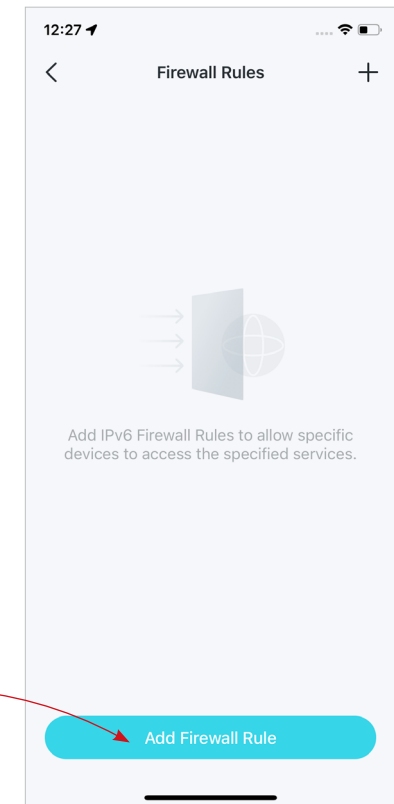 12:27
Firewall Rules
Add IPv6 Firewall Rules to allow specific
devices to access the specified services.
Add Firewall Rule